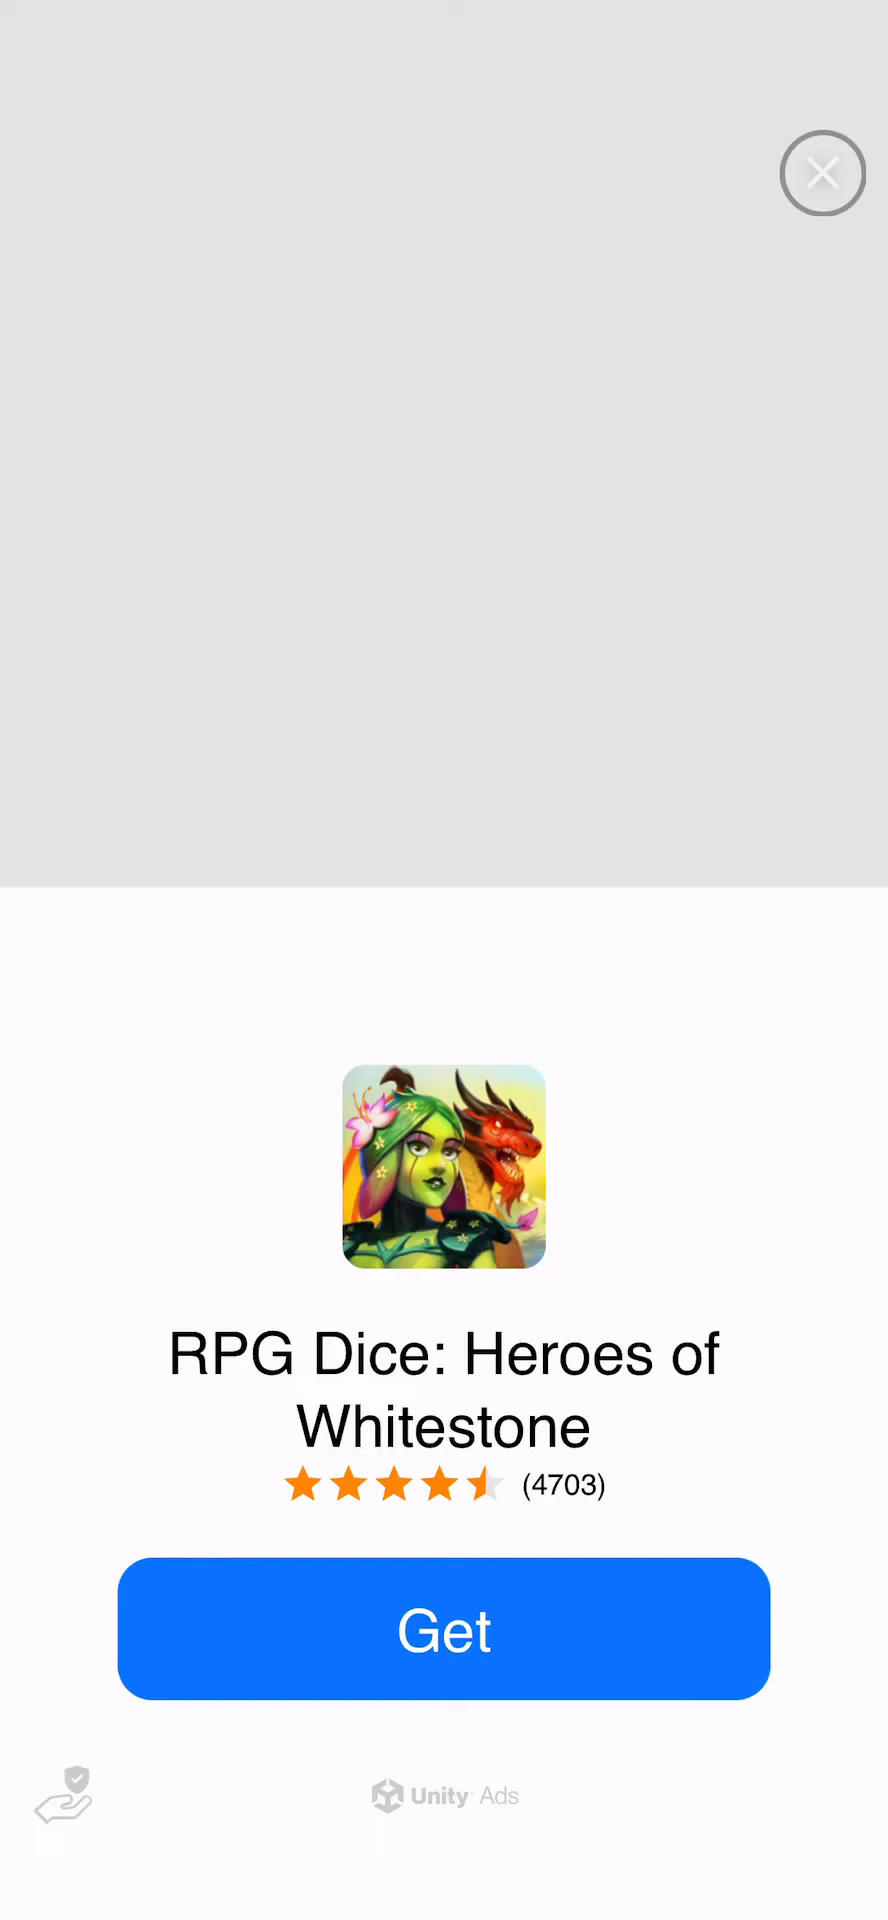 RPG Dice: Heroes of
Whitestone
(4703)
Get
Unity Ads